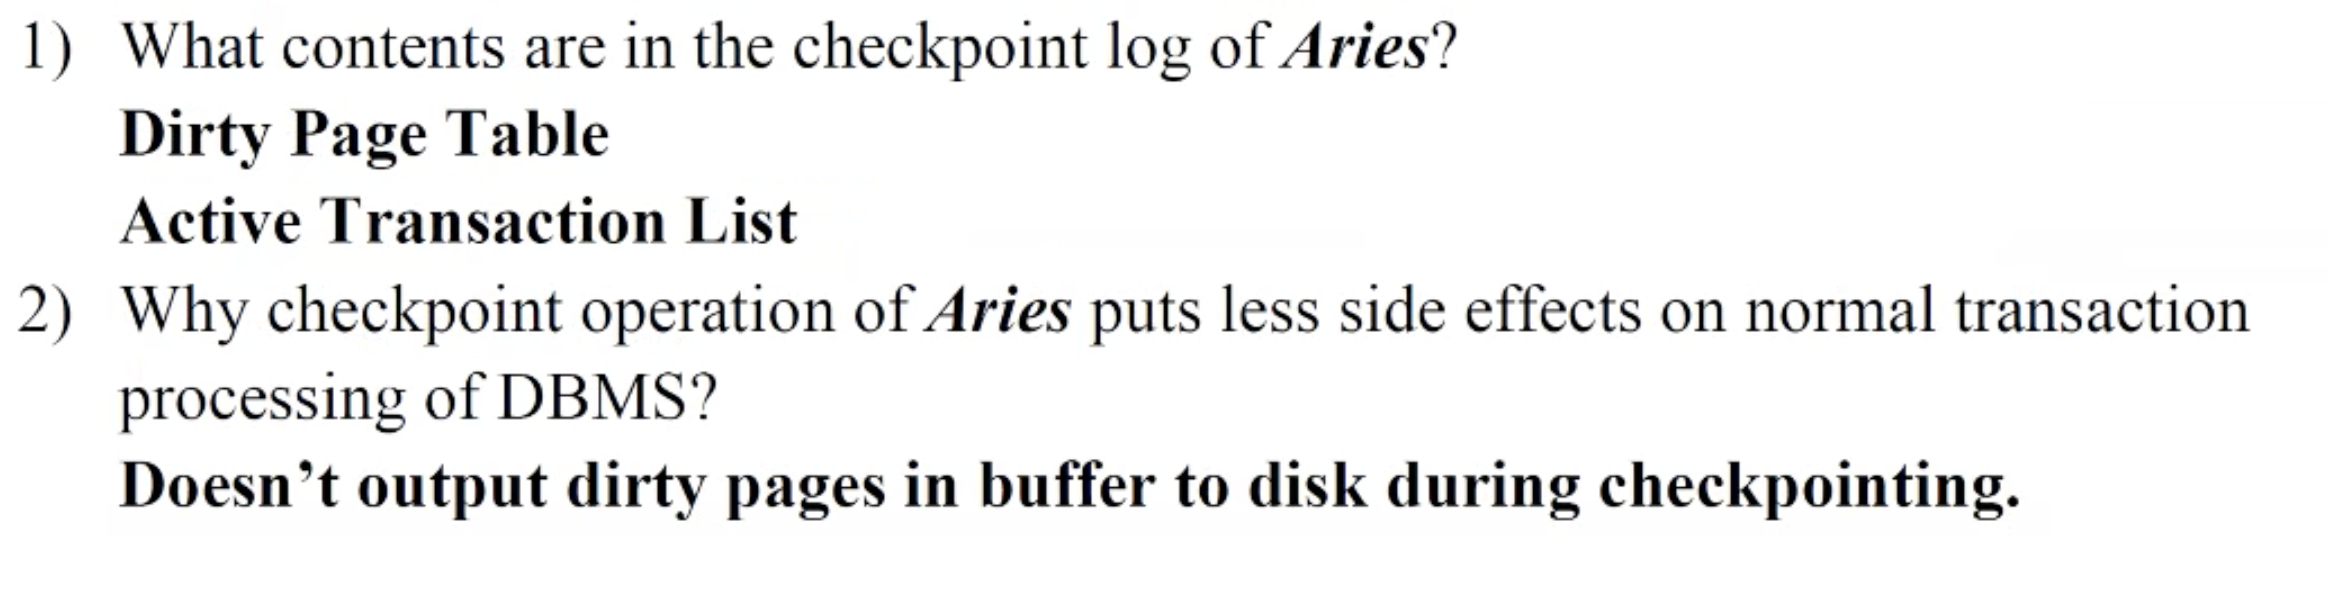 1) What contents are in the checkpoint log of Aries?
Dirty Page Table
Active Transaction List
2) Why checkpoint operation of Aries puts less side effects on normal transaction
processing of DBMS?
Doesn’t output dirty pages in buffer to disk during checkpointing.